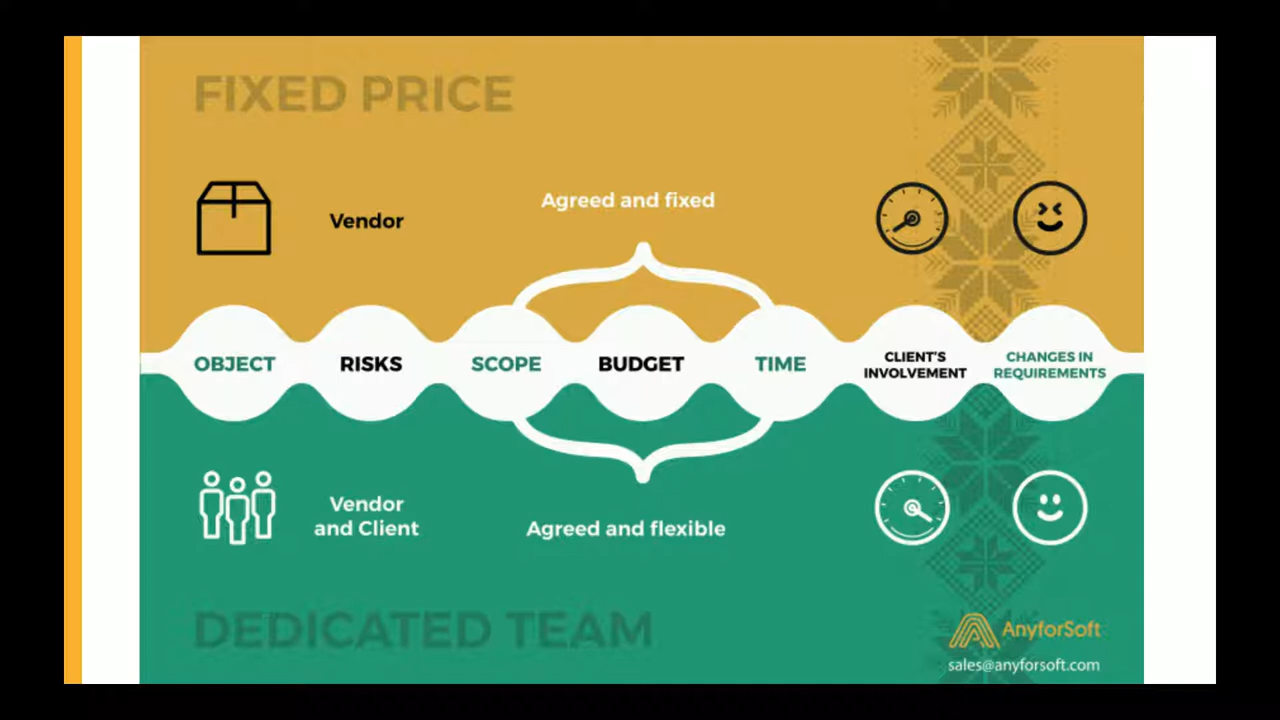 FIXED PRICE
Vendor
Agreed and fixed
OBJECT
RISKS
SCOPE
BUDGET
TIME
CLIENT'S
INVOLVEMENT
CHANGES IN
REQUIREMENTS
Vendor
and Client
Agreed and flexible
DEDICATED TEAM
AnyforSoft
sales@anyforsoft.com